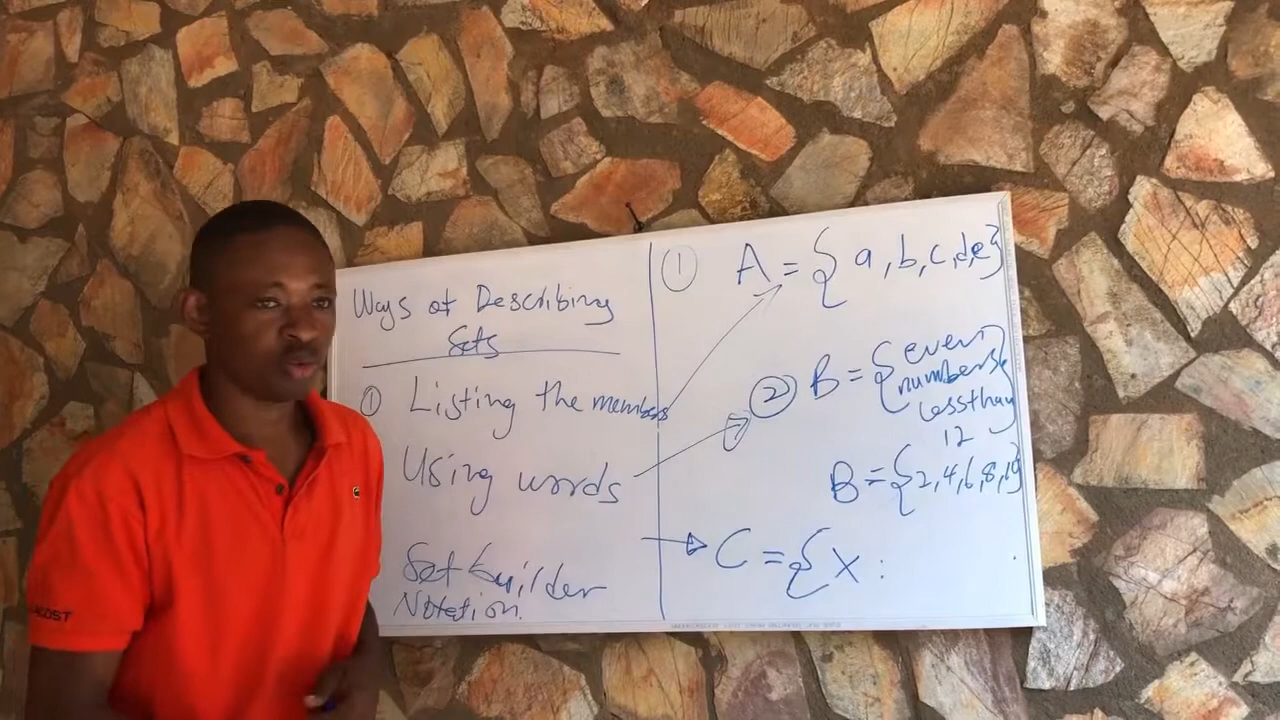 Ways of Describing
Sets
① Listing the members
Using words
Set builder
Notation.
① A = { a, b, c, d, e}
② B = { even
numbers
less than
12 }
B = { 2, 4, 6, 8, 10}
C = { x :